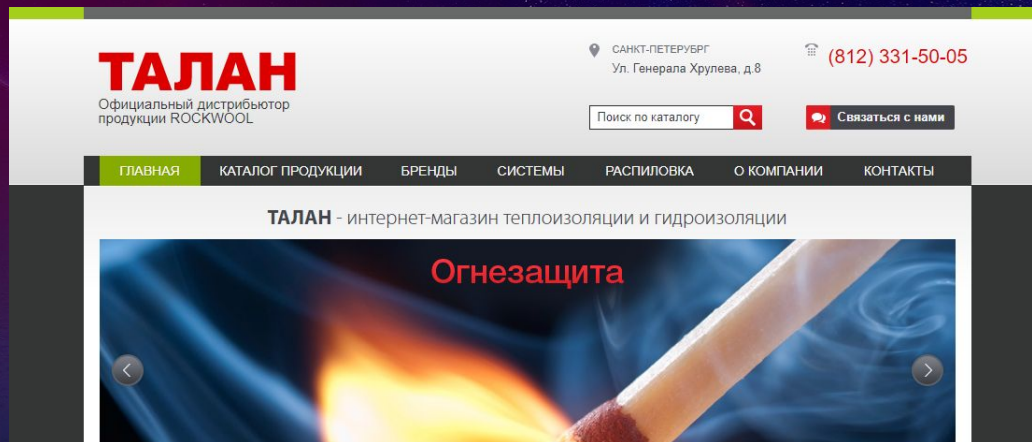 ТАЛАН
Официальный дистрибьютор
продукции ROCKWOOL
САНКТ-ПЕТЕРУБРГ
Ул. Генерала Хрулева, д.8
(812) 331-50-05
Поиск по каталогу
Связаться с нами
ГЛАВНАЯ КАТАЛОГ ПРОДУКЦИИ БРЕНДЫ СИСТЕМЫ РАСПИЛОВКА О КОМПАНИИ КОНТАКТЫ
ТАЛАН - интернет-магазин теплоизоляции и гидроизоляции
Огнезащита